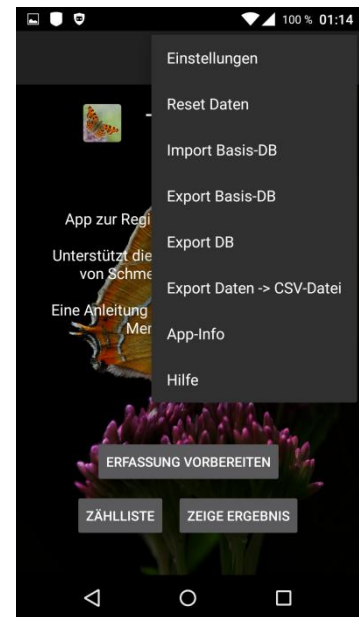 100 % 01:14
Einstellungen
Reset Daten
Import Basis-DB
Export Basis-DB
Export DB
Export Daten -> CSV-Datei
App-Info
Hilfe
App zur Regi
Unterstützt die
von Schme
Eine Anleitung
Mer
ERFASSUNG VORBEREITEN
ZÄHLLISTE ZEIGE ERGEBNIS